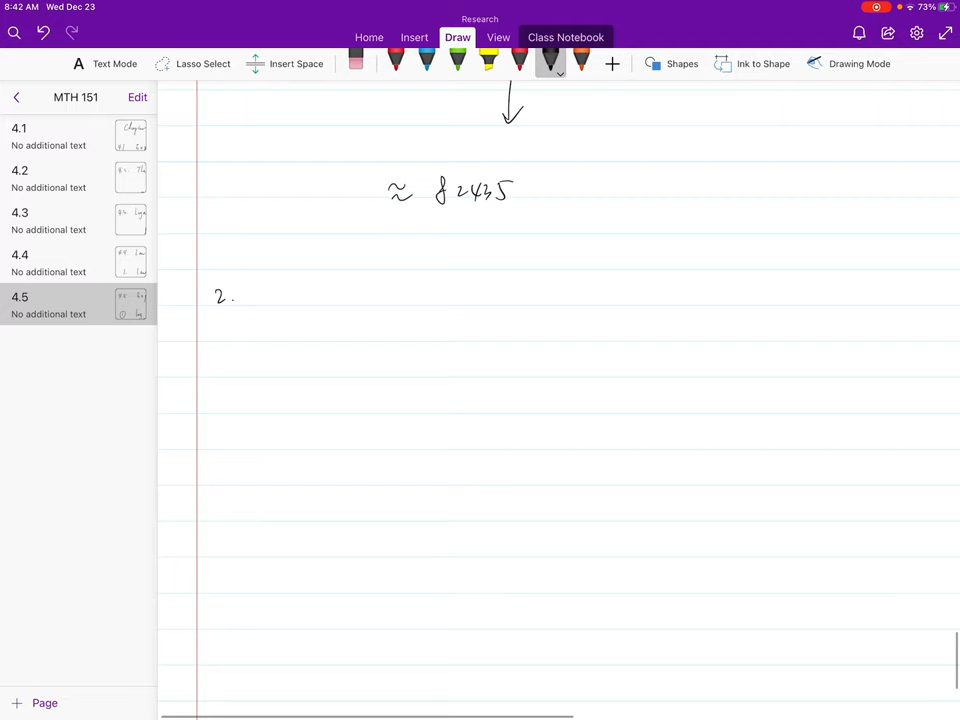 8:42 AM Wed Dec 23
73%
Research
Home Insert Draw View Class Notebook
Text Mode Lasso Select Insert Space Shapes Ink to Shape Drawing Mode
MTH 151 Edit
4.1
No additional text
4.2
No additional text
4.3
No additional text
4.4
No additional text
4.5
No additional text
≈ 82435
2.
+ Page